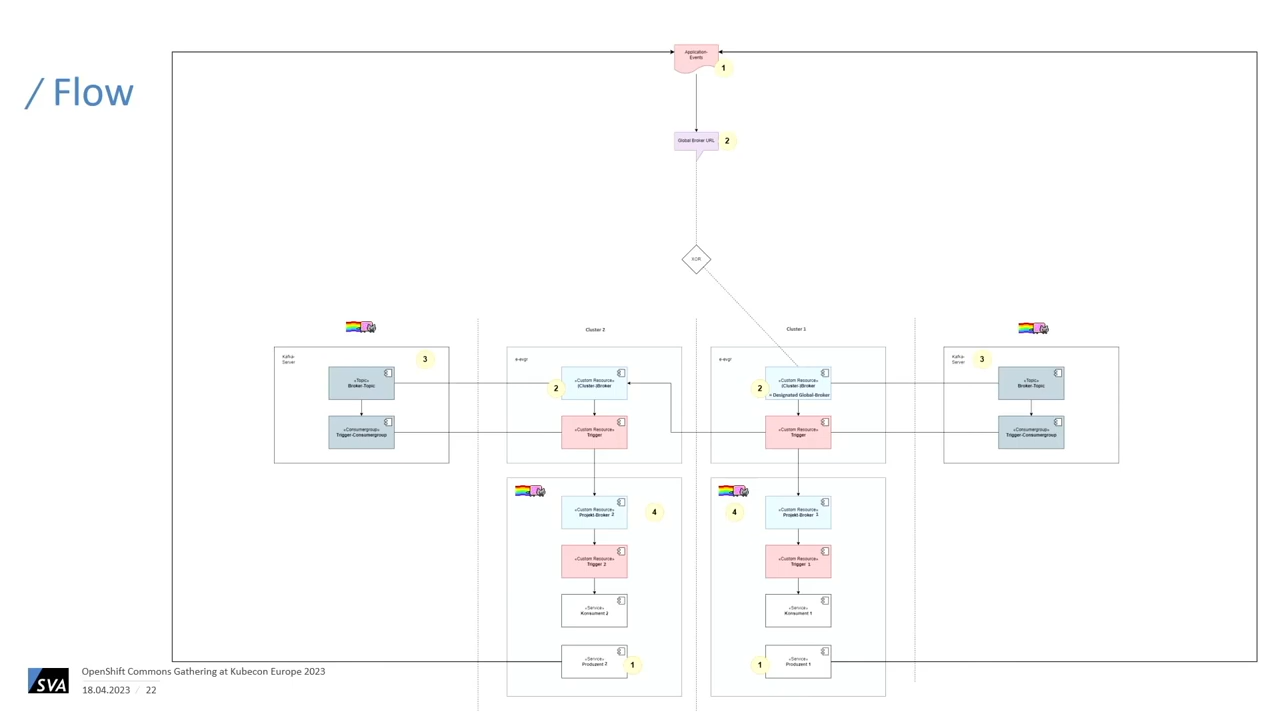 / Flow
Application-
Events
1
Global Broker URL
2
XOR
Cluster 2
Cluster 1
Kafka-
Server
3
«Topic»
Broker-Topic
«Consumergroup»
Trigger-Consumergroup
e-evgt
2
«Custom Resource»
(Cluster-)Broker
«Custom Resource»
Trigger
e-evgt
2
«Custom Resource»
(Cluster-)Broker
= Designated Global-Broker
«Custom Resource»
Trigger
Kafka-
Server
3
«Topic»
Broker-Topic
«Consumergroup»
Trigger-Consumergroup
«Custom Resource»
Projekt-Broker 2
4
«Custom Resource»
Trigger 2
«Service»
Konsument 2
«Service»
Produzent 2
1
4
«Custom Resource»
Projekt-Broker 1
«Custom Resource»
Trigger 1
«Service»
Konsument 1
1
«Service»
Produzent 1
SVA
OpenShift Commons Gathering at Kubecon Europe 2023
18.04.2023 / 22